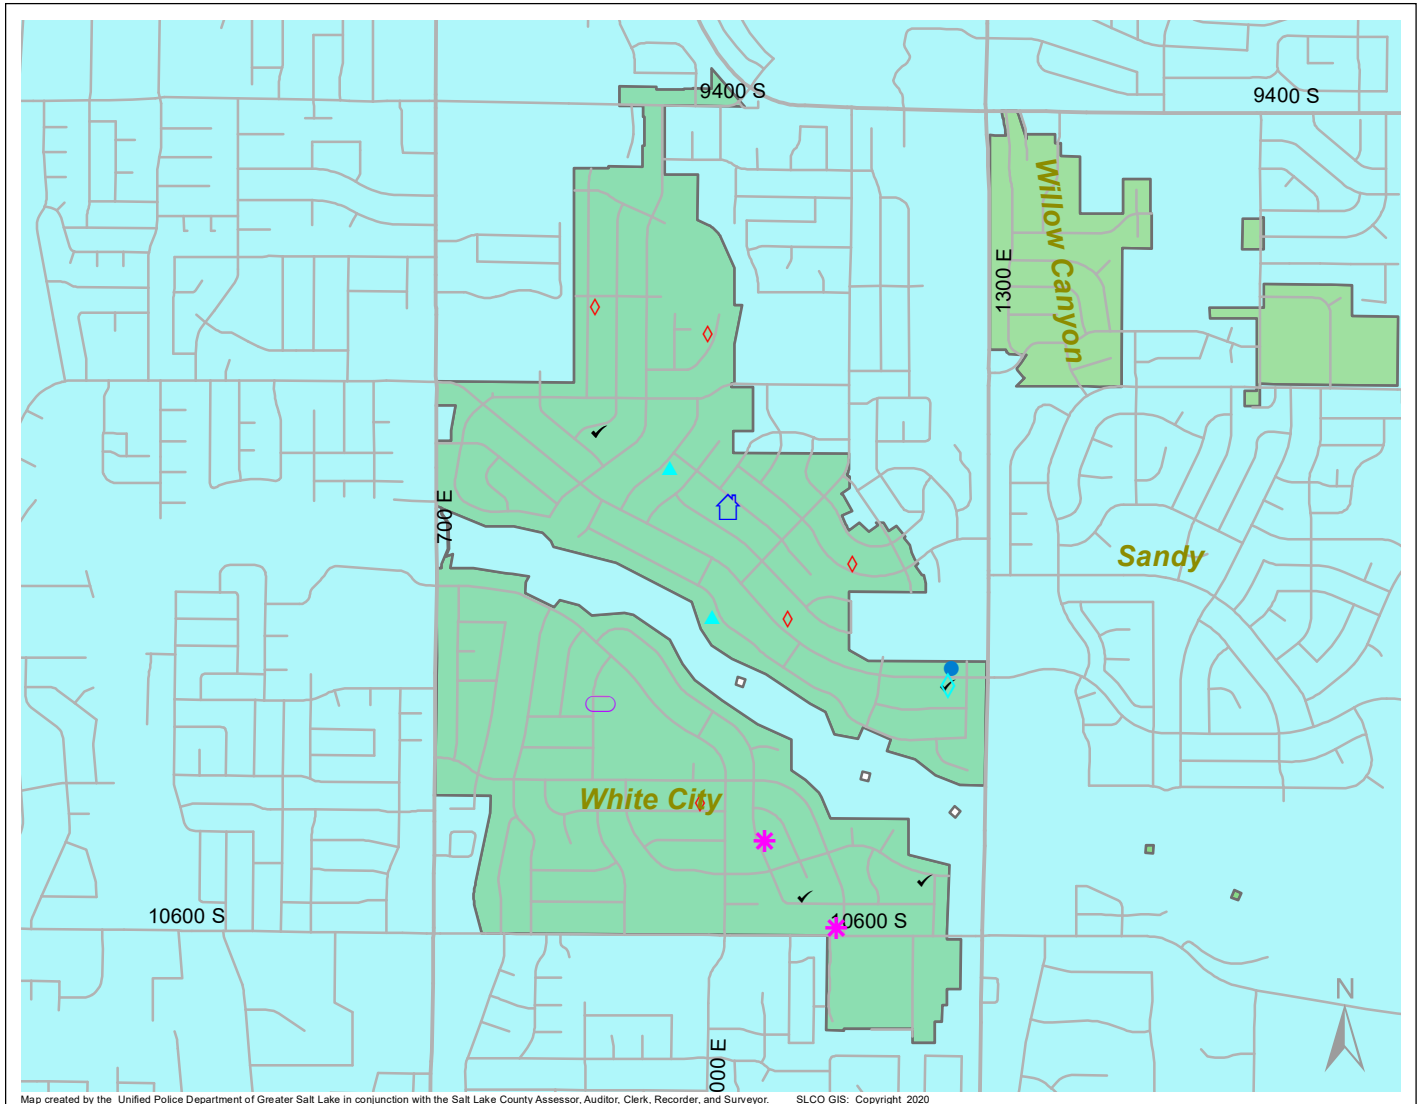 9400 S
9400 S
Willow Canyon
1300 E
700 E
Sandy
White City
10600 S
10600 S
N
000 E
Map created by the Unified Police Department of Greater Salt Lake in conjunction with the Salt Lake County Assessor, Auditor, Clerk, Recorder, and Surveyor. SLCO GIS: Copyright 2020